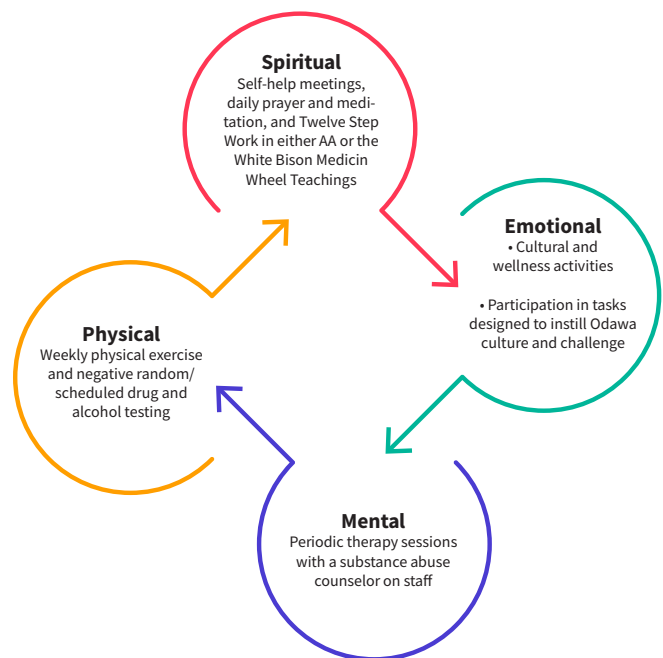 Spiritual
Self-help meetings,
daily prayer and medi-
tation, and Twelve Step
Work in either AA or the
White Bison Medicin
Wheel Teachings
Emotional
• Cultural and
wellness activities
• Participation in tasks
designed to instill Odawa
culture and challenge
Mental
Periodic therapy sessions
with a substance abuse
counselor on staff
Physical
Weekly physical exercise
and negative random/
scheduled drug and
alcohol testing